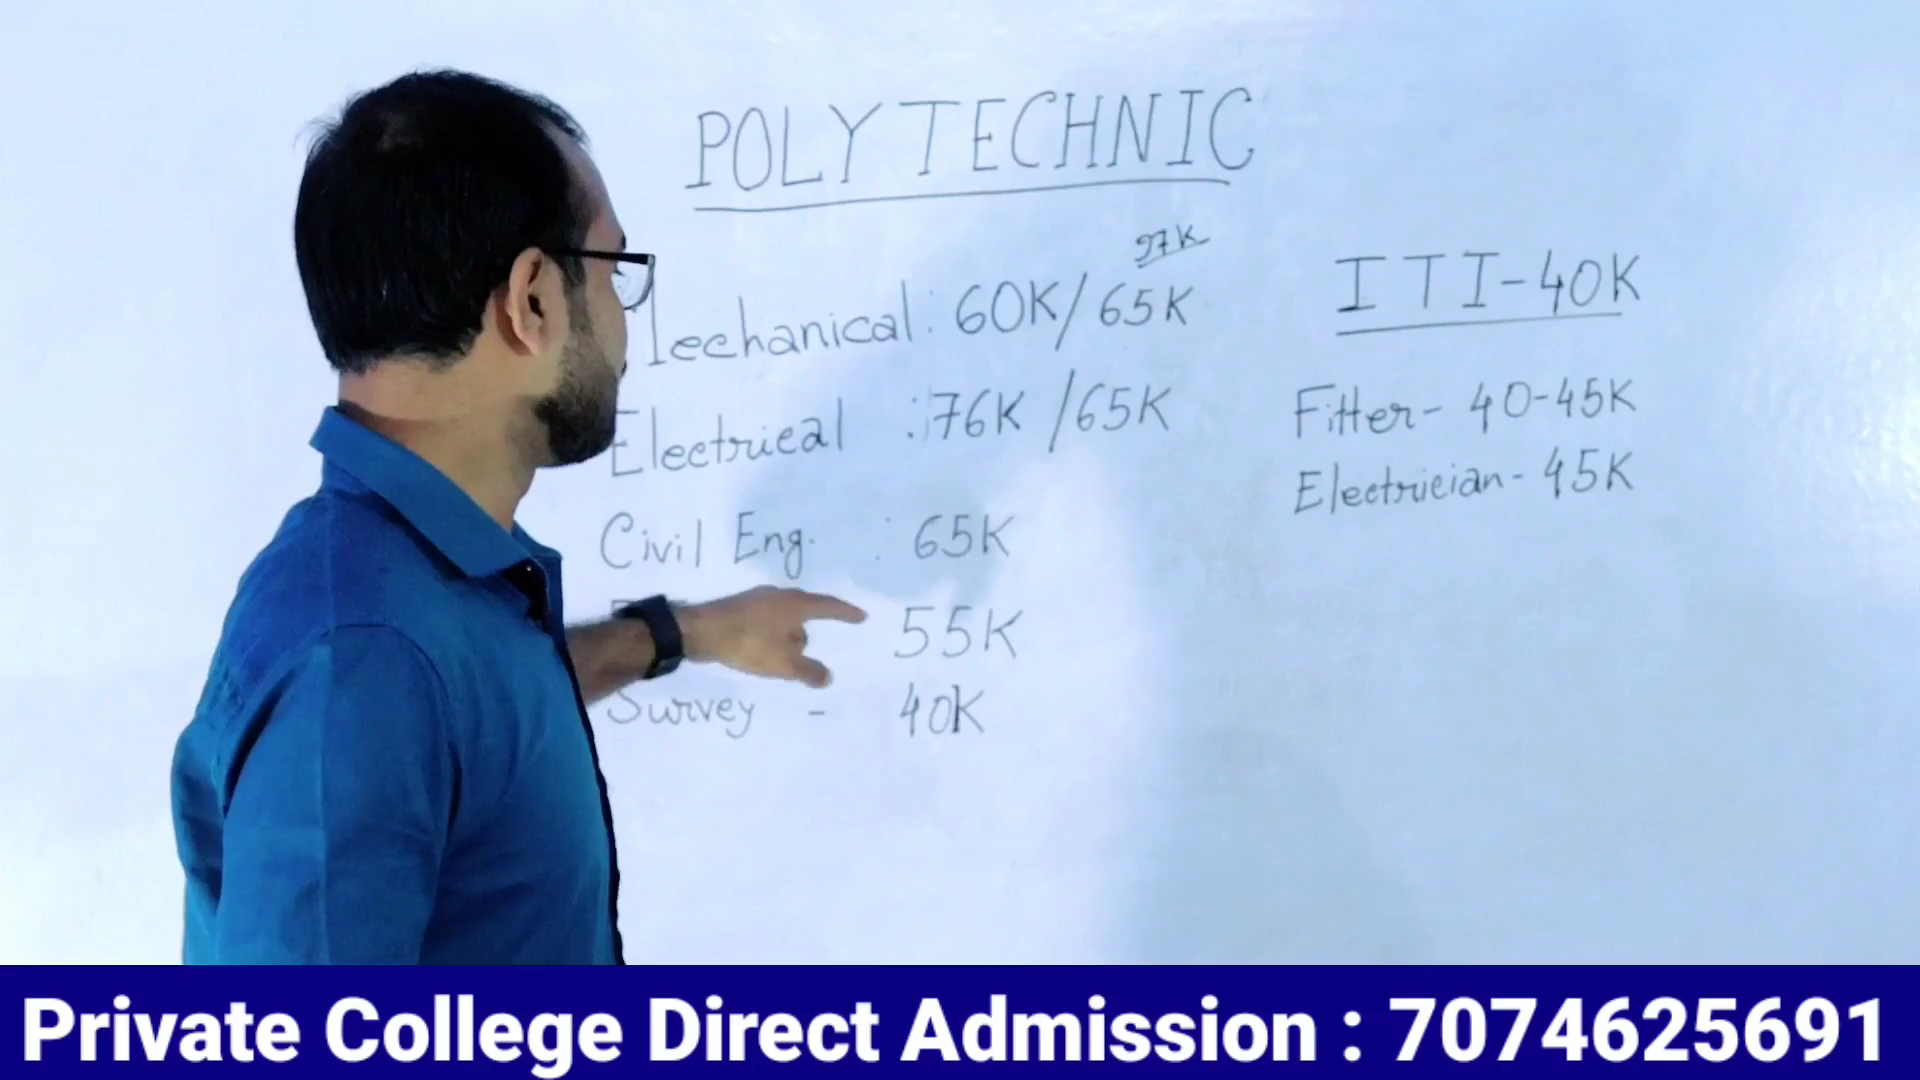 POLYTECHNIC
97K
Mechanical : 60K/65K
Electrical : 76K/65K
Civil Eng. : 65K
55K
Survey - 40K
ITI-40K
Fitter- 40-45K
Electrician- 45K
Private College Direct Admission : 7074625691